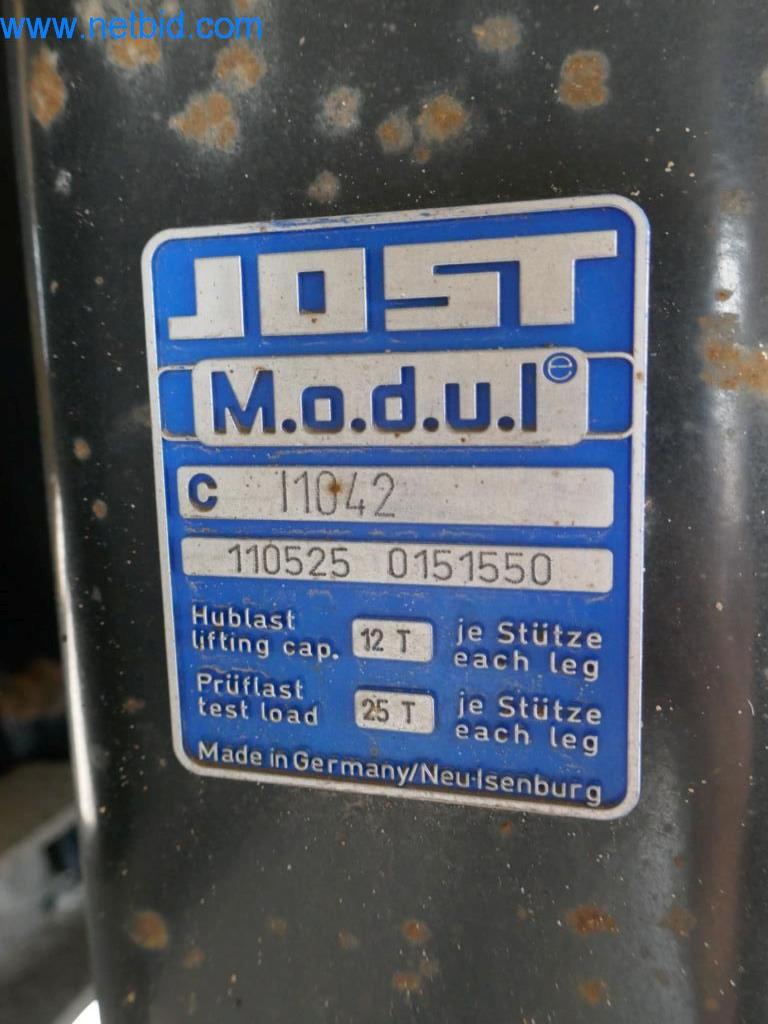 www.netbid.com
JOST
M.o.d.u.l e
C I1042
110525 0151550
Hublast
lifting cap. 12 T je Stütze
each leg
Prüflast
test load 25 T je Stütze
each leg
Made in Germany/Neu-Isenburg